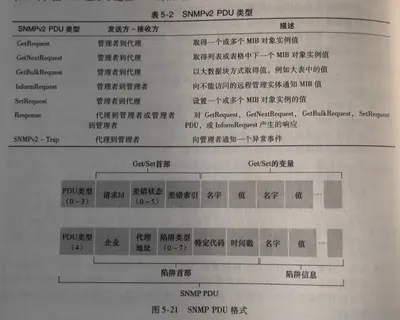 表 5-2 SNMPv2 PDU 类型
SNMPv2 PDU 类型 发送方-接收方 描述
GetRequest 管理者到代理 取得一个或多个 MIB 对象实例值
GetNextRequest 管理者到代理 取得列表或表格中下一个 MIB 对象实例值
GetBulkRequest 管理者到代理 以大数据块方式取得值，例如大表中的值
InformRequest 管理者到管理者 向不能访问的远程管理实体通知 MIB 值
SetRequest 管理者到代理 设置一个或多个 MIB 对象实例的值
Response 代理到管理者或管理者到管理者 对 GetRequest，GetNextRequest，GetBulkRequest，SetRequest
PDU，或 InformRequest 产生的响应
SNMPv2-Trap 代理到管理者 向管理者通知一个异常事件
Get/Set首部 Get/Set的变量
PDU类型 (0-3) 请求Id 差错状态 (0-5) 差错索引 名字 值 名字 值 ...
PDU类型 (4) 企业 代理地址 陷阱类型 (0-7) 特定代码 时间戳 名字 值 ...
陷阱首部 陷阱信息
SNMP PDU
图 5-21 SNMP PDU 格式